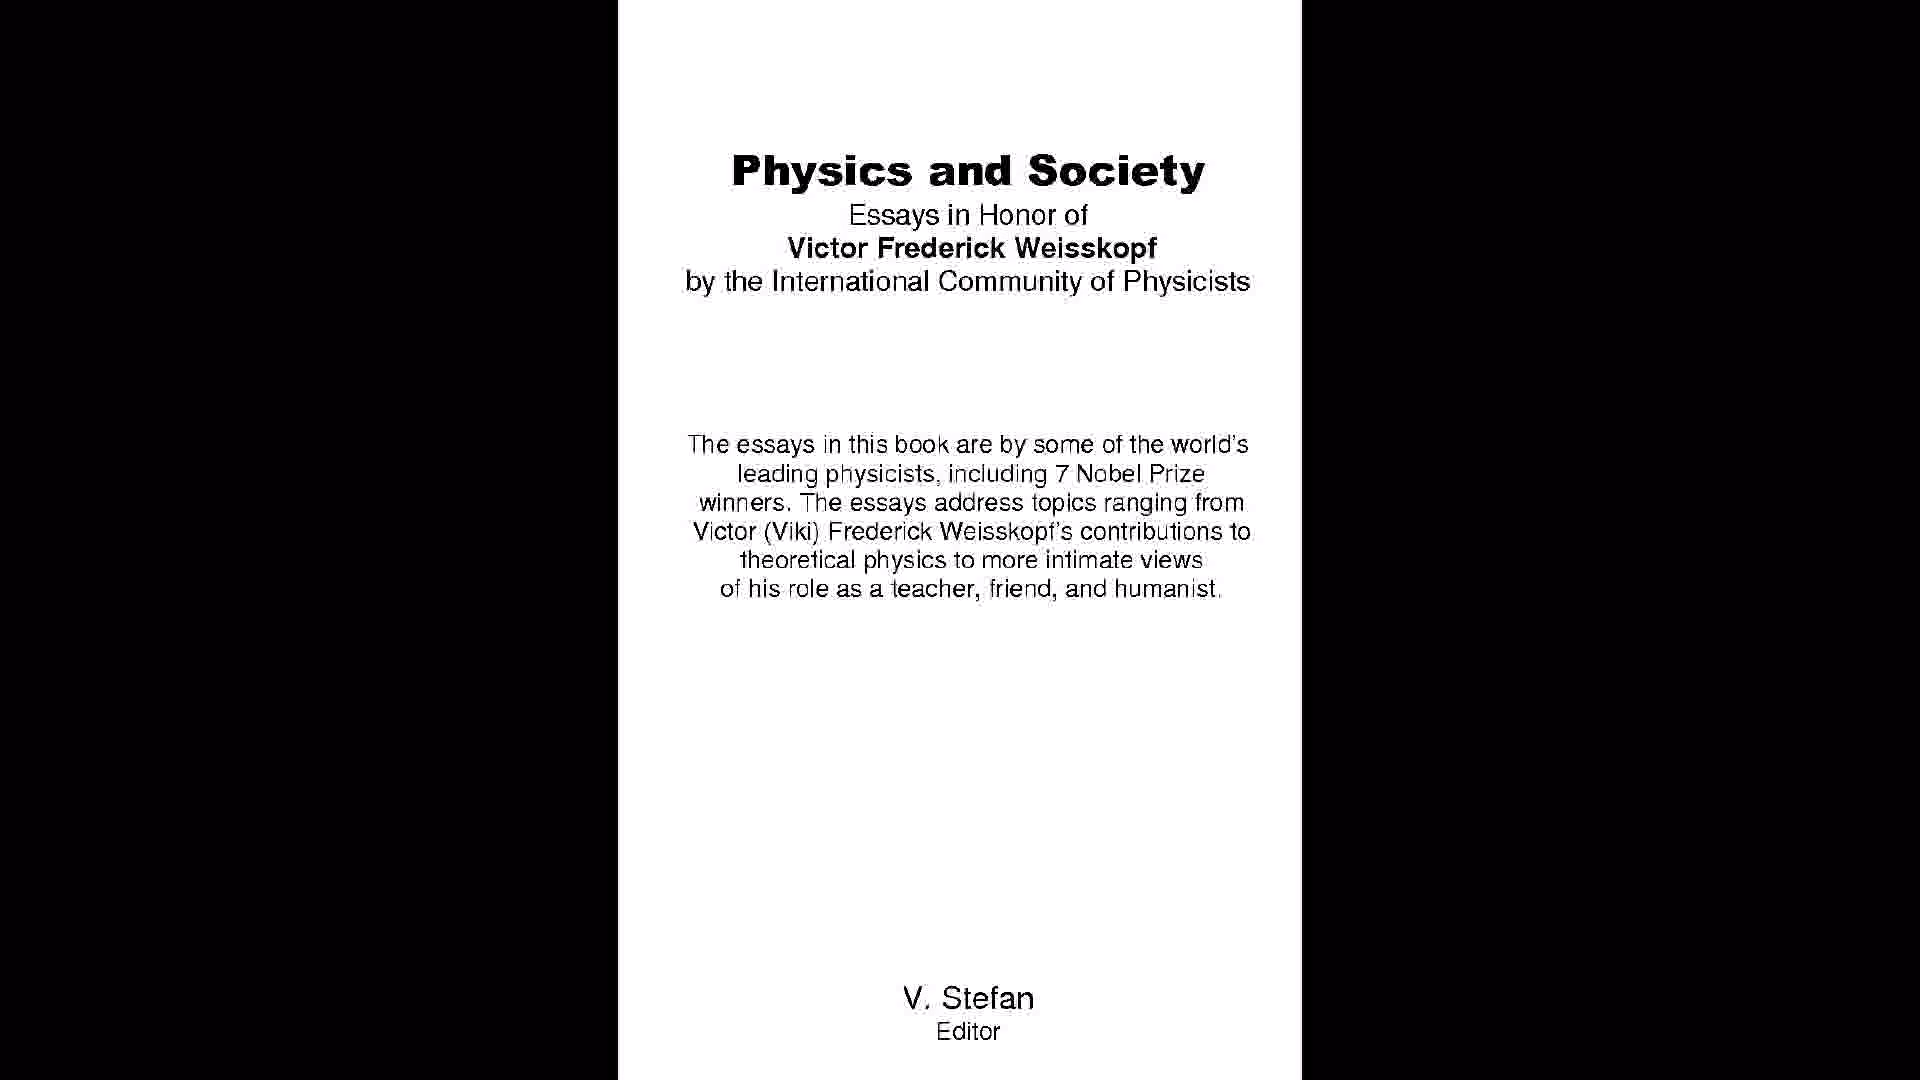 Physics and Society
Essays in Honor of
Victor Frederick Weisskopf
by the International Community of Physicists
The essays in this book are by some of the world's
leading physicists, including 7 Nobel Prize
winners. The essays address topics ranging from
Victor (Viki) Frederick Weisskopf's contributions to
theoretical physics to more intimate views
of his role as a teacher, friend, and humanist.
V. Stefan
Editor